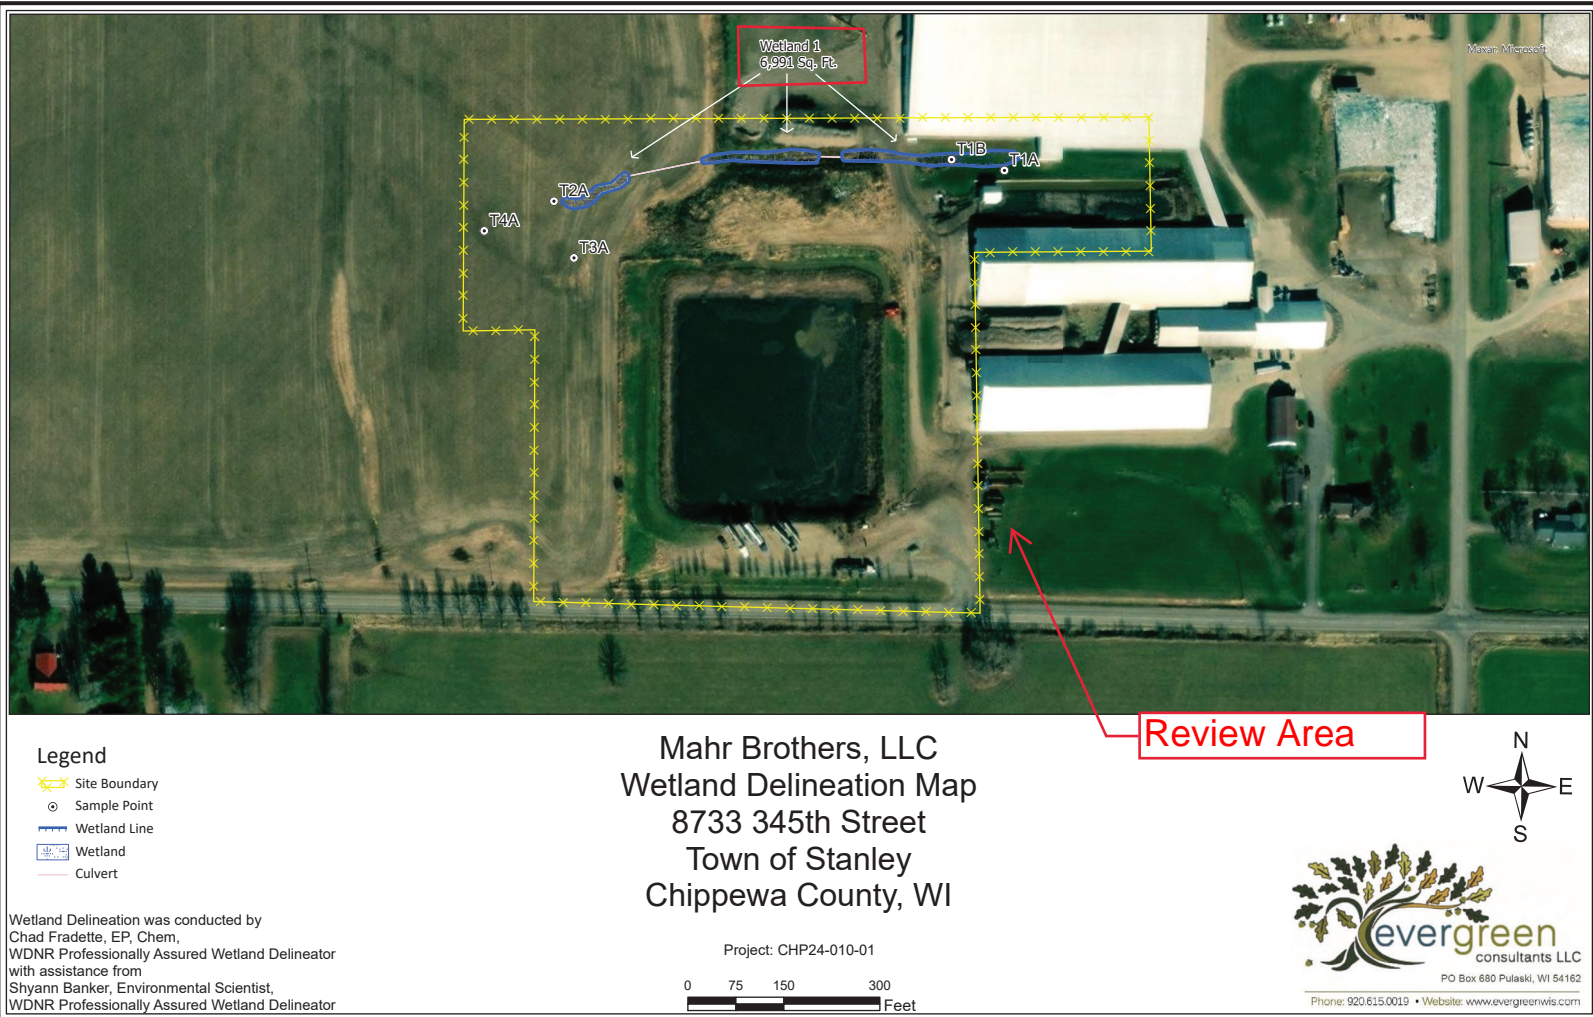 Wetland 1
6,991 Sq. Ft.
Maxar, Microsoft
T1B
T1A
T2A
T4A
T3A
Review Area
Legend
Site Boundary
Sample Point
Wetland Line
Wetland
Culvert
Wetland Delineation was conducted by
Chad Fradette, EP, Chem,
WDNR Professionally Assured Wetland Delineator
with assistance from
Shyann Banker, Environmental Scientist,
WDNR Professionally Assured Wetland Delineator
Mahr Brothers, LLC
Wetland Delineation Map
8733 345th Street
Town of Stanley
Chippewa County, WI
Project: CHP24-010-01
0 75 150 300
Feet
N
W E
S
evergreen
consultants LLC
PO Box 680 Pulaski, WI 54162
Phone: 920.615.0019 • Website: www.evergreenwis.com